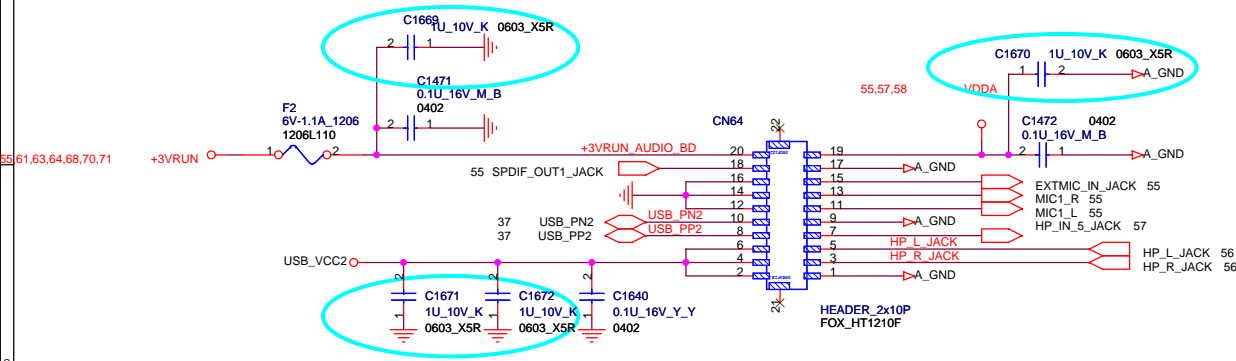 C1669
1U_10V_K 0603_X5R
2 1
C1471
0.1U_16V_M_B
0402
2 1
F2
6V-1.1A_1206
1206L110
55,61,63,64,68,70,71 +3VRUN 1 2
+3VRUN_AUDIO_BD
C1670 1U_10V_K 0603_X5R
1 2 A_GND
55,57,58 VDDA
C1472 0402
0.1U_16V_M_B
2 1 A_GND
CN64
22
20 19
55 SPDIF_OUT1_JACK 18 17 A_GND
16 15 EXTMIC_IN_JACK 55
14 13 MIC1_R 55
12 11 MIC1_L 55
37 USB_PN2 USB_PN2 10 9 A_GND
37 USB_PP2 USB_PP2 8 7 HP_IN_5_JACK 57
6 5 HP_L_JACK HP_L_JACK 56
USB_VCC2 4 3 HP_R_JACK HP_R_JACK 56
2 1 A_GND
21
HEADER_2x10P
FOX_HT1210F
2 C1671
1U_10V_K
1 0603_X5R
2 C1672
1U_10V_K
1 0603_X5R
2 C1640
0.1U_16V_Y_Y
1 0402